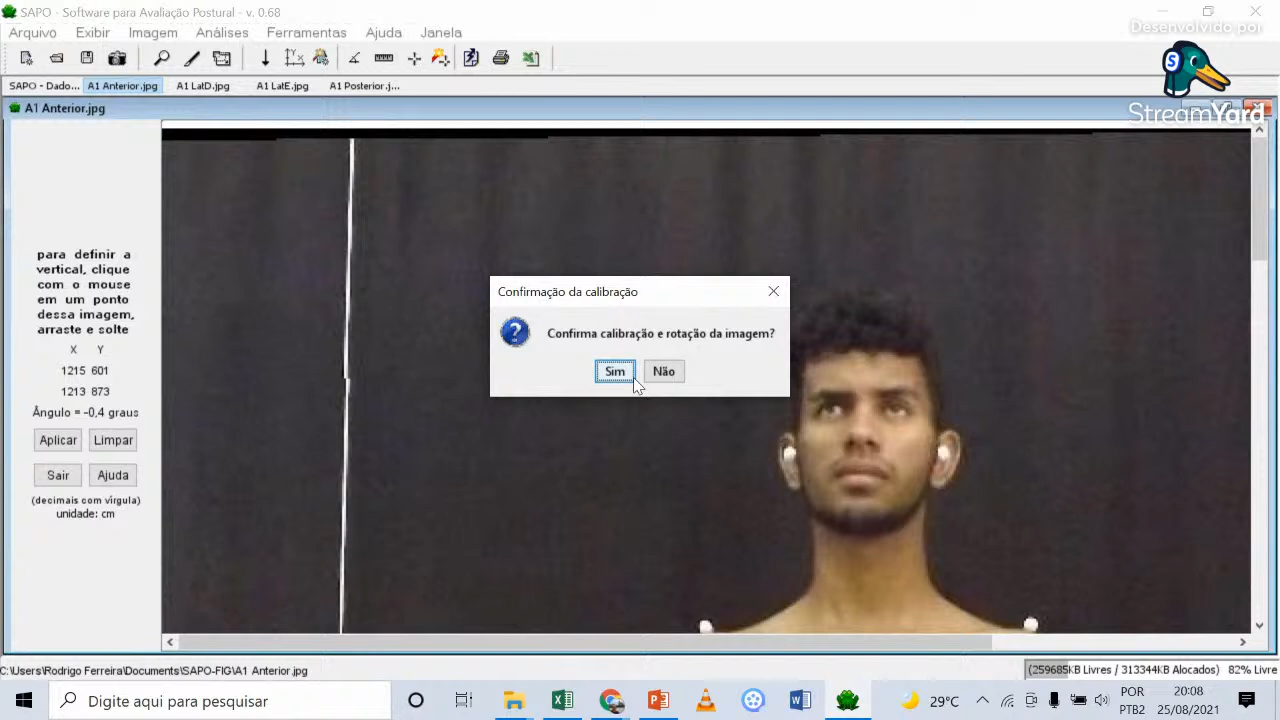 SAPO - Software para Avaliação Postural - v. 0.68
Desenvolvido por
Arquivo Exibir Imagem Análises Ferramentas Ajuda Janela
StreamYard
SAPO - Dado... A1 Anterior.jpg A1 LatD.jpg A1 LatE.jpg A1 Posterior.j...
A1 Anterior.jpg
para definir a
vertical, clique
com o mouse
em um ponto
dessa imagem,
arraste e solte
X Y
1215 601
1213 873
Ângulo = -0,4 graus
Aplicar Limpar
Sair Ajuda
(decimais com vírgula)
unidade: cm
Confirmação da calibração
Confirma calibração e rotação da imagem?
Sim Não
C:\Users\Rodrigo Ferreira\Documents\SAPO-FIG\A1 Anterior.jpg
(259685KB Livres / 313344KB Alocados) 82% Livre
Digite aqui para pesquisar
29°C
POR
PTB2
20:08
25/08/2021